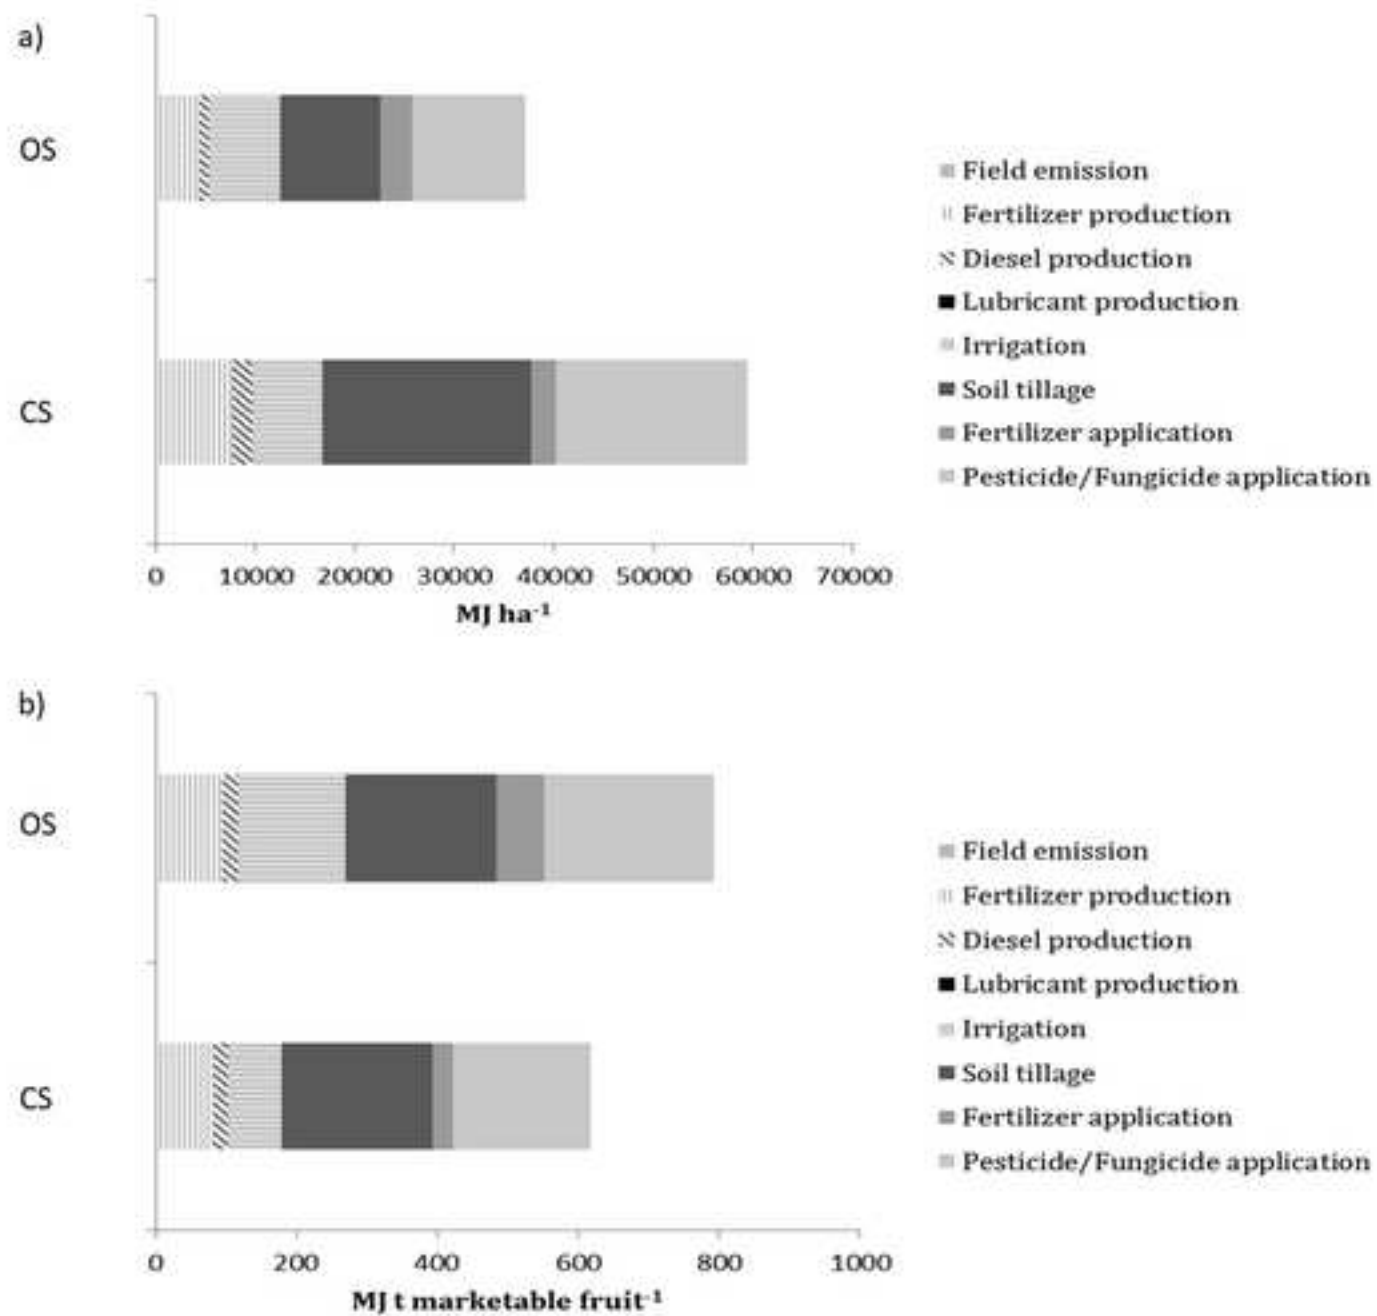 a)
OS
CS
Field emission
Fertilizer production
Diesel production
Lubricant production
Irrigation
Soil tillage
Fertilizer application
Pesticide/Fungicide application
0 10000 20000 30000 40000 50000 60000 70000
MJ ha-1
b)
OS
CS
Field emission
Fertilizer production
Diesel production
Lubricant production
Irrigation
Soil tillage
Fertilizer application
Pesticide/Fungicide application
0 200 400 600 800 1000
MJ t marketable fruit-1